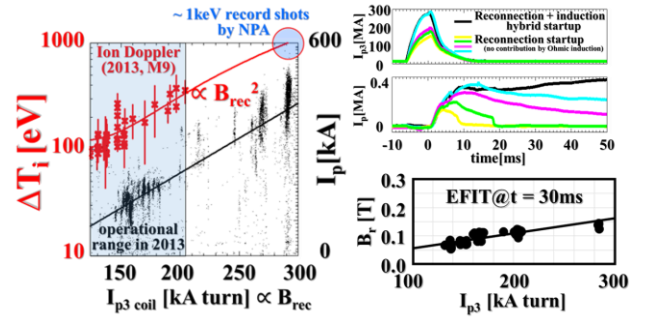 ~ 1keV record shots
by NPA
1000
100
10
ΔTi [eV]
Ion Doppler
(2013, M9)
∝ Brec2
operational
range in 2013
600
0
Ip [kA]
150 200 250 300
Ip3 coil [kA turn] ∝ Brec
300
200
100
0
Ip3 [kA]
Reconnection + induction
hybrid startup
Reconnection startup
(no contribution by Ohmic induction)
0.4
0.2
0
Ip [MA]
-10 0 10 20 30 40 50
time[ms]
0.3
0.2
0.1
0.0
Br [T]
EFIT@t = 30ms
100 200 300
Ip3 [kA turn]